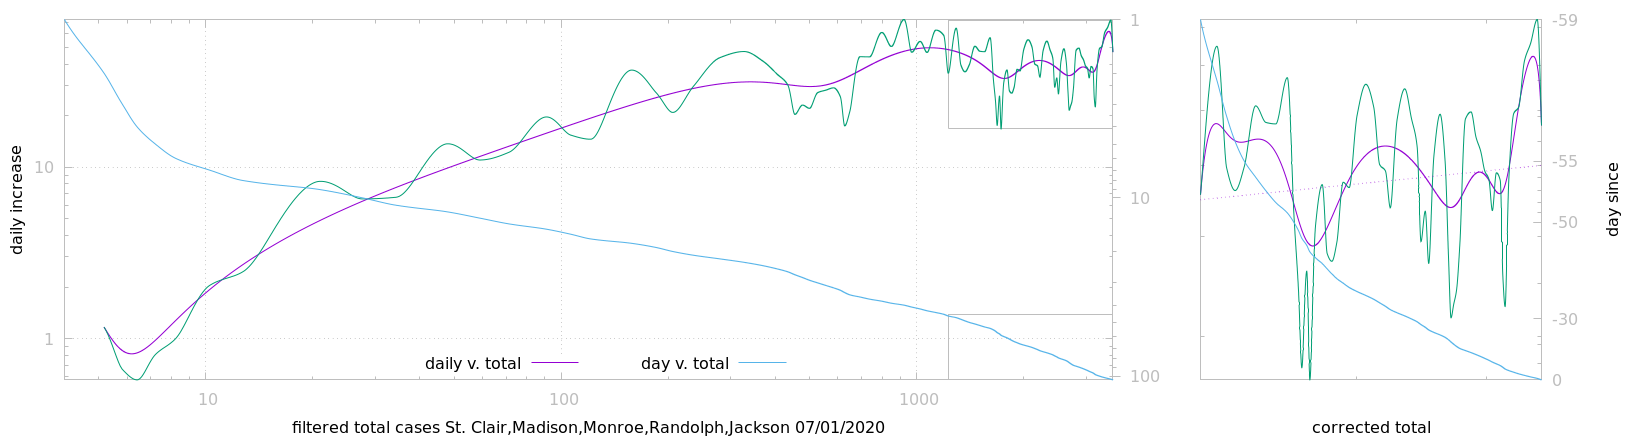 1
-59
10
-55
10
-50
-30
1
100
0
daily increase
day since
daily v. total
day v. total
10
100
1000
filtered total cases St. Clair,Madison,Monroe,Randolph,Jackson 07/01/2020
corrected total